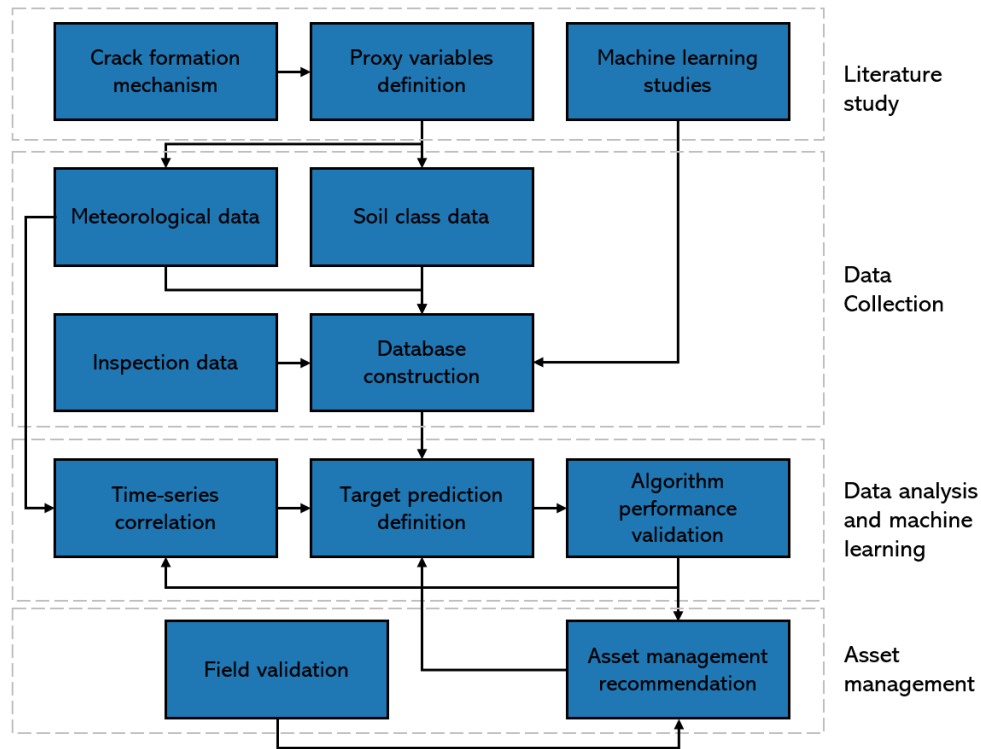 Crack formation
mechanism
Proxy variables
definition
Machine learning
studies
Literature
study
Meteorological data
Soil class data
Inspection data
Database
construction
Data
Collection
Time-series
correlation
Target prediction
definition
Algorithm
performance
validation
Data analysis
and machine
learning
Field validation
Asset management
recommendation
Asset
management